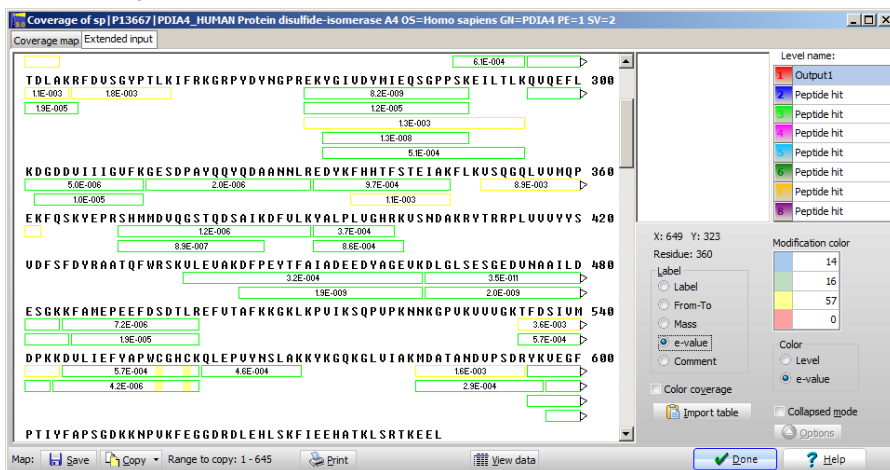 Coverage of sp|P13667|PDIA4_HUMAN Protein disulfide-isomerase A4 OS=Homo sapiens GN=PDIA4 PE=1 SV=2
Coverage map Extended input
6.1E-004
TDLAKRFDVSGYPTLKIFRKGRPYDYNGPREKYGIVDYMIEQSGPPSKEILTLKQVQEFL 300
1.1E-003 1.8E-003 8.2E-009
1.9E-005 1.2E-005
1.3E-003
1.3E-008
5.1E-004
KDGDDVIIIGVFKGESDPAYQQYQDAANNLREDYKFHHTFSTEIAKFLKVSQGQLVVMQP 360
5.0E-006 2.0E-006 9.7E-004 8.9E-003
1.0E-005 1.1E-003
EKFQSKYEPRSHMMDVQGSTQDSAIKDFVLKYALPLVGHRKVSNDAKRYTRRPLVVVYYS 420
1.2E-006 3.7E-004
8.9E-007 8.6E-004
VDFSFDYRAATQFWRSKVLEVAKDFPEYTFAIADEEDYAGEVKDLGLSESGEDVNAAILD 480
3.2E-004 3.5E-011
1.9E-009 2.0E-009
ESGKKFAMEPEEFDSDTLREFVTAFKKGKLKPVIKSQPVPKNNKGPVKVVVGKTFDSIVM 540
7.2E-006 3.6E-003
1.9E-005 5.7E-004
DPKKDVLIEFYAPWCGHCKQLEPVYNSLAKKYKGQKGLVIAKMDATANDVPSDRYKVEGF 600
5.7E-004 4.6E-004 1.6E-003
4.2E-006 2.9E-004
PTIYFAPSGDKKNPVKFEGGDRDLEHLSKFIEEHATKLSRTKEEL
Level name:
1 Output1
2 Peptide hit
3 Peptide hit
4 Peptide hit
5 Peptide hit
6 Peptide hit
7 Peptide hit
8 Peptide hit
X: 649 Y: 323
Residue: 360
Label
Label
From-To
Mass
e-value
Comment
Color coverage
Import table
Modification color
14
16
57
0
Color
Level
e-value
Collapsed mode
Options
Map: Save Copy Range to copy: 1 - 645 Print View data Done Help